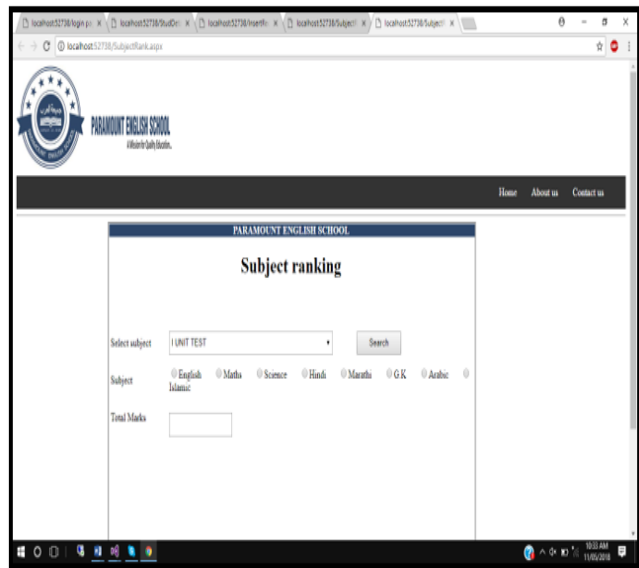 localhost:52738/login pa
localhost:52738/StudDet
localhost:52738/InsertRe
localhost:52738/Subject
localhost:52738/Subject
localhost:52738/SubjectRank.aspx
PARAMOUNT ENGLISH SCHOOL
A Mission for Quality Education..
Home About us Contact us
PARAMOUNT ENGLISH SCHOOL
Subject ranking
Select subject I UNIT TEST Search
Subject English Maths Science Hindi Marathi G.K Arabic
Islamic
Total Marks
10:33 AM
11/05/2018